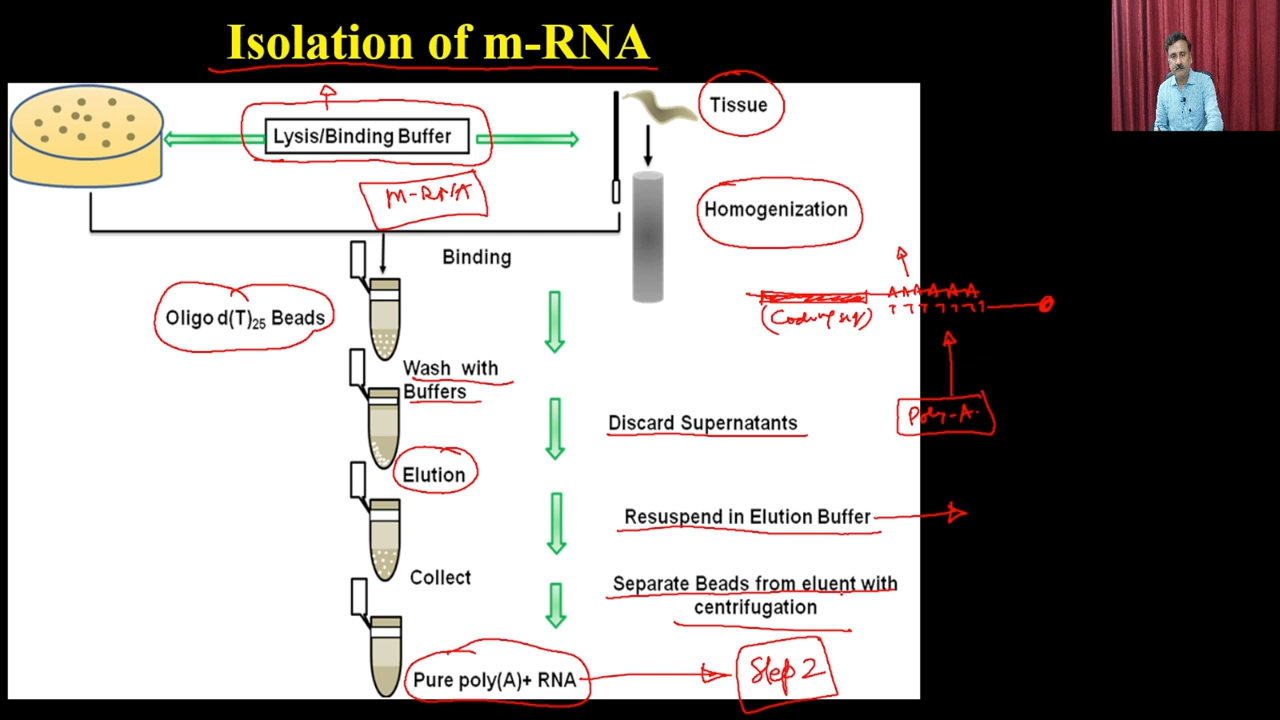 Isolation of m-RNA
Tissue
Lysis/Binding Buffer
m-RNA
Homogenization
Binding
AAAAAA
Oligo d(T)25 Beads
(Coding seq)
TTTTTTT
Wash with
Buffers
Poly-A.
Discard Supernatants
Elution
Resuspend in Elution Buffer
Collect
Separate Beads from eluent with
centrifugation
Pure poly(A)+ RNA
Step 2